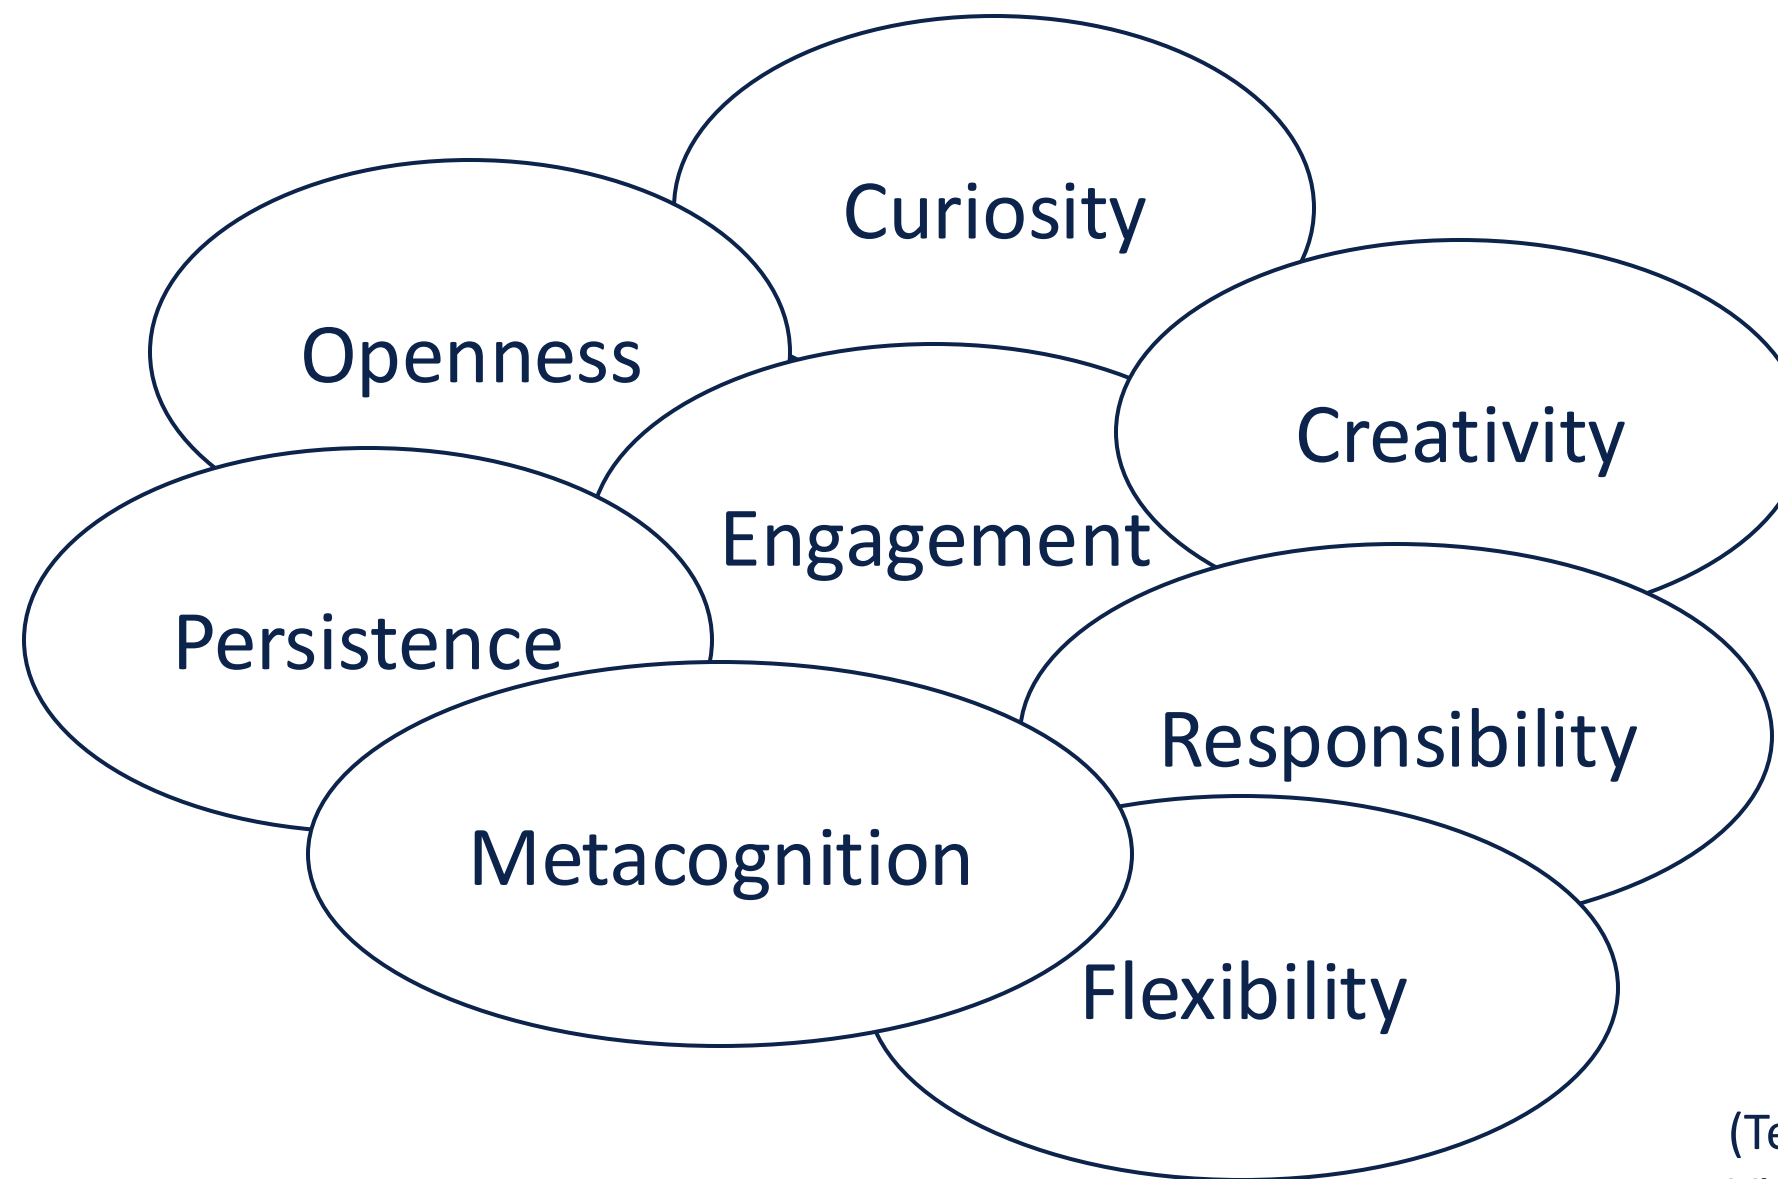 Curiosity
Openness
Creativity
Engagement
Persistence
Responsibility
Metacognition
Flexibility